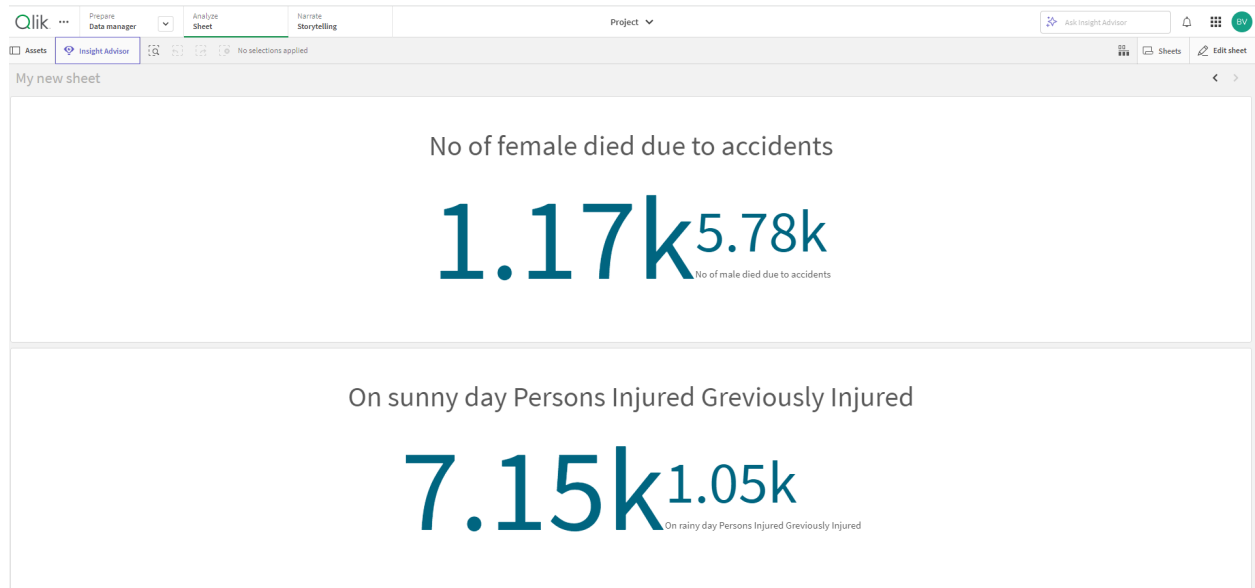 Qlik
Prepare
Data manager
Analyze
Sheet
Narrate
Storytelling
Project
Ask Insight Advisor
BV
Assets
Insight Advisor
No selections applied
Sheets
Edit sheet
My new sheet
No of female died due to accidents
1.17k
5.78k
No of male died due to accidents
On sunny day Persons Injured Greviously Injured
7.15k
1.05k
On rainy day Persons Injured Greviously Injured